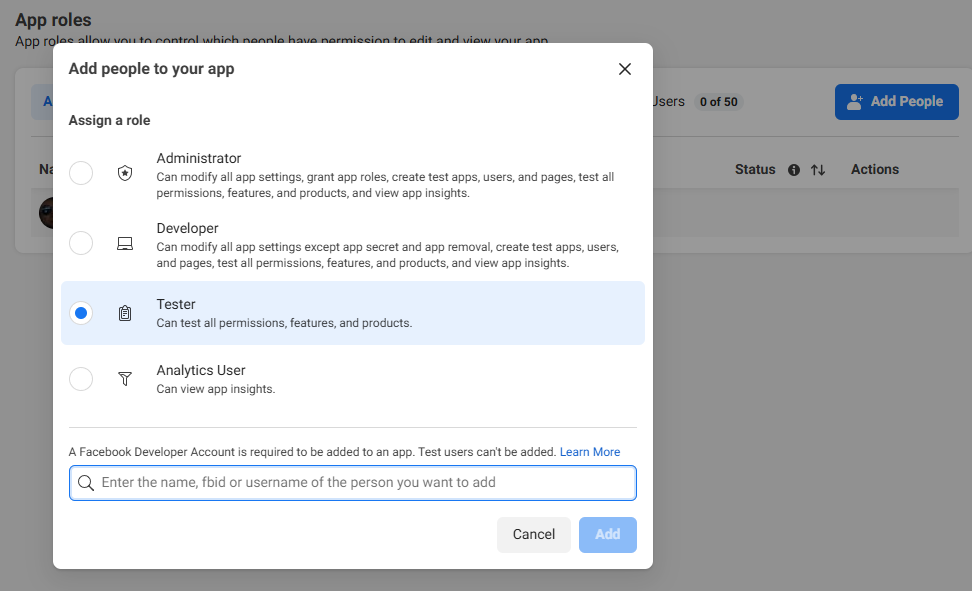 App roles
App roles allow you to control which people have permission to edit and view your app
Add people to your app
Users 0 of 50
Add People
Assign a role
Status
Actions
Administrator
Can modify all app settings, grant app roles, create test apps, users, and pages, test all
permissions, features, and products, and view app insights.
Developer
Can modify all app settings except app secret and app removal, create test apps, users,
and pages, test all permissions, features, and products, and view app insights.
Tester
Can test all permissions, features, and products.
Analytics User
Can view app insights.
A Facebook Developer Account is required to be added to an app. Test users can't be added. Learn More
Enter the name, fbid or username of the person you want to add
Cancel
Add